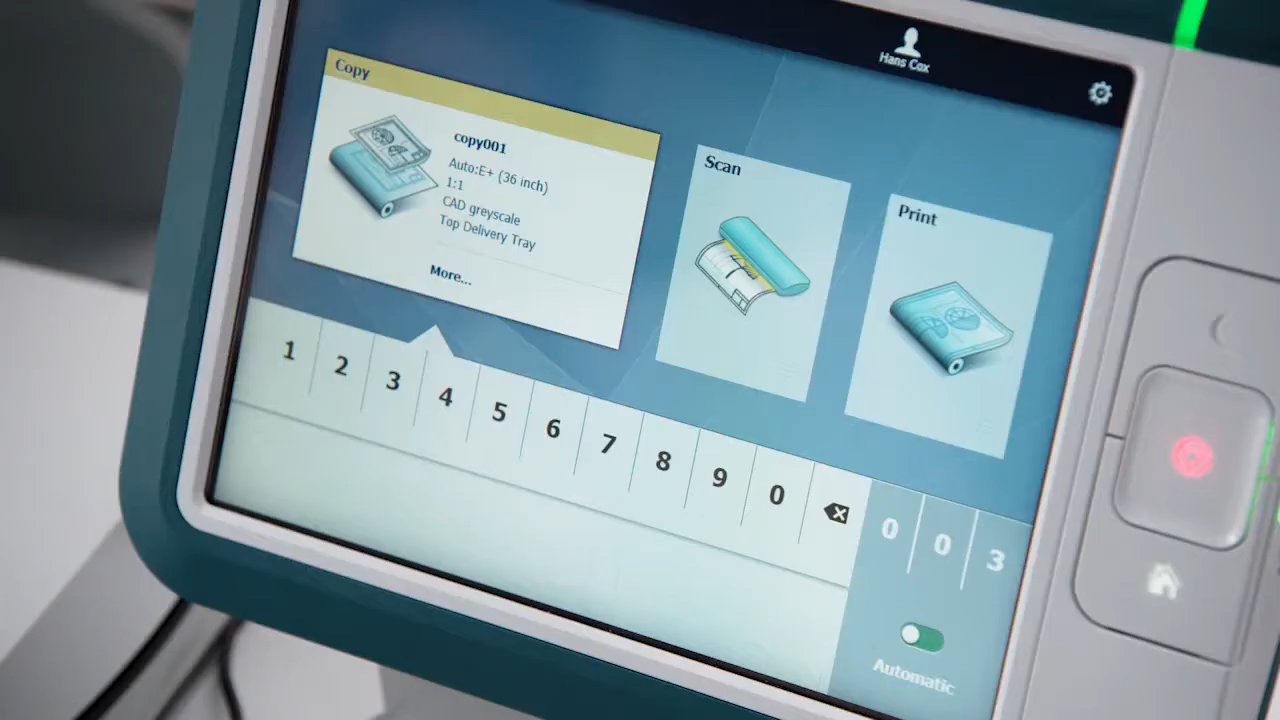 Hans Cox
Copy
copy001
Auto:E+ (36 inch)
1:1
CAD greyscale
Top Delivery Tray
More...
Scan
Print
1 2 3 4 5 6 7 8 9 0
0 0 3
Automatic